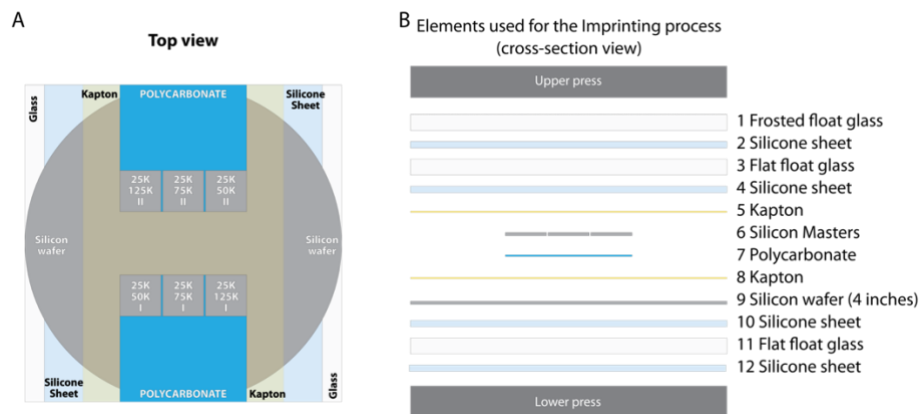 A
Top view
Glass
Silicone
Sheet
Kapton
POLYCARBONATE
Kapton
Silicone
Sheet
Glass
25K
125K
II
25K
75K
II
25K
50K
II
Silicon
wafer
Silicon
wafer
25K
50K
I
25K
75K
I
25K
125K
I
POLYCARBONATE
B
Elements used for the Imprinting process
(cross-section view)
Upper press
1 Frosted float glass
2 Silicone sheet
3 Flat float glass
4 Silicone sheet
5 Kapton
6 Silicon Masters
7 Polycarbonate
8 Kapton
9 Silicon wafer (4 inches)
10 Silicone sheet
11 Flat float glass
12 Silicone sheet
Lower press